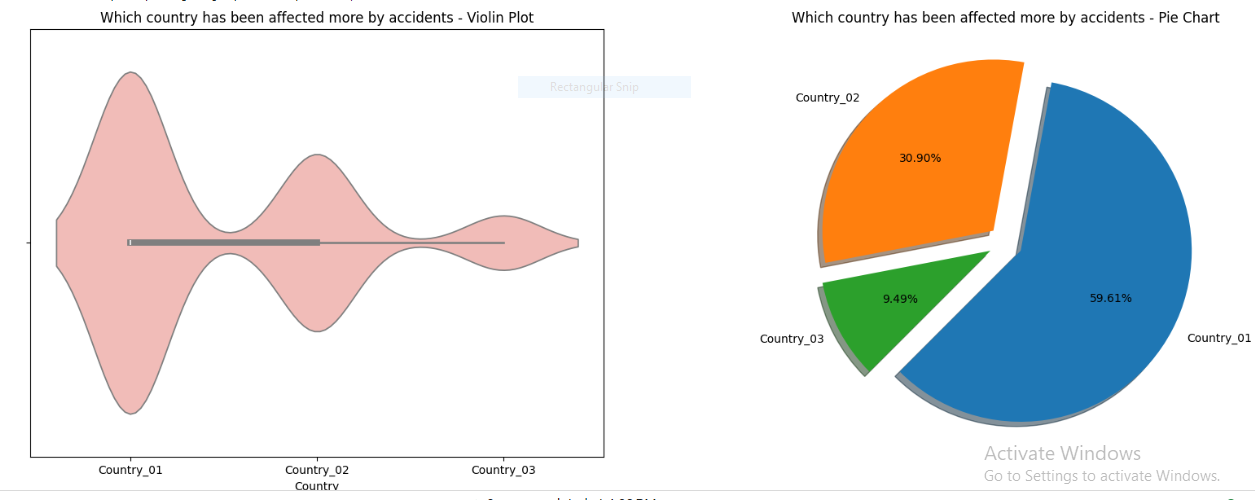 Which country has been affected more by accidents - Violin Plot
Rectangular Snip
Country_01
Country_02
Country_03
Country
Which country has been affected more by accidents - Pie Chart
Country_02
30.90%
9.49%
59.61%
Country_03
Country_01
Activate Windows
Go to Settings to activate Windows.